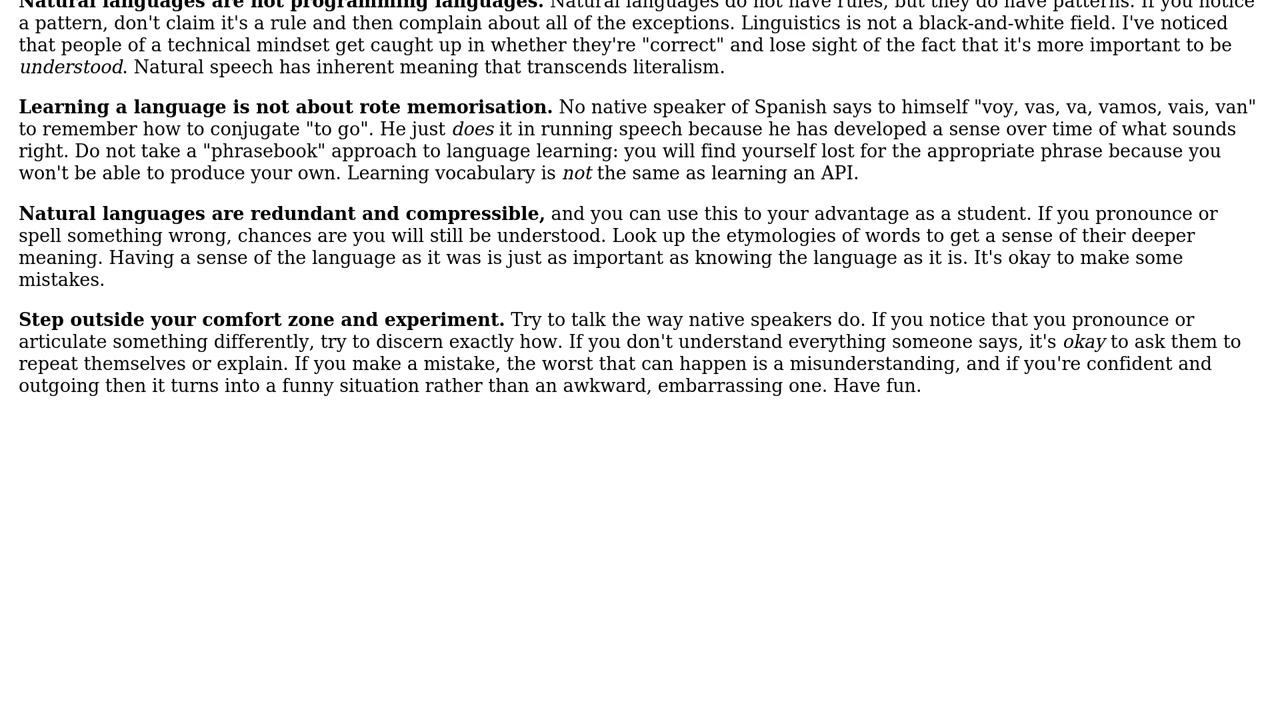 Natural languages are not programming languages. Natural languages do not have rules, but they do have patterns. If you notice
a pattern, don't claim it's a rule and then complain about all of the exceptions. Linguistics is not a black-and-white field. I've noticed
that people of a technical mindset get caught up in whether they're "correct" and lose sight of the fact that it's more important to be
understood. Natural speech has inherent meaning that transcends literalism.
Learning a language is not about rote memorisation. No native speaker of Spanish says to himself "voy, vas, va, vamos, vais, van"
to remember how to conjugate "to go". He just does it in running speech because he has developed a sense over time of what sounds
right. Do not take a "phrasebook" approach to language learning: you will find yourself lost for the appropriate phrase because you
won't be able to produce your own. Learning vocabulary is not the same as learning an API.
Natural languages are redundant and compressible, and you can use this to your advantage as a student. If you pronounce or
spell something wrong, chances are you will still be understood. Look up the etymologies of words to get a sense of their deeper
meaning. Having a sense of the language as it was is just as important as knowing the language as it is. It's okay to make some
mistakes.
Step outside your comfort zone and experiment. Try to talk the way native speakers do. If you notice that you pronounce or
articulate something differently, try to discern exactly how. If you don't understand everything someone says, it's okay to ask them to
repeat themselves or explain. If you make a mistake, the worst that can happen is a misunderstanding, and if you're confident and
outgoing then it turns into a funny situation rather than an awkward, embarrassing one. Have fun.